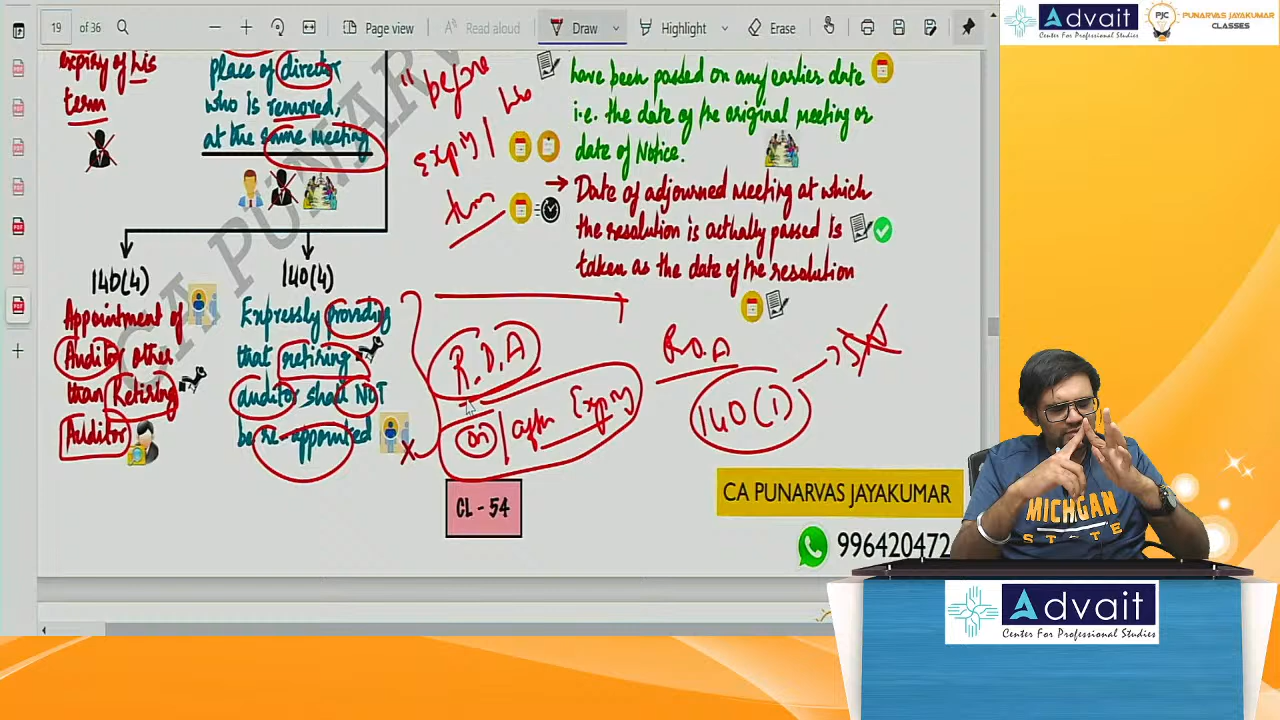 19 of 36
Page view
Read aloud
Draw
Highlight
Erase
Advait
Center For Professional Studies
PJC
PUNARVAS JAYAKUMAR
CLASSES
expiry of his
term
place of director
who is removed,
at the same meeting
"before
expiry
his
term
have been passed on any earlier date
i.e. the date of the original meeting or
date of Notice.
→ Date of adjourned meeting at which
the resolution is actually passed is
taken as the date of the resolution
CA PUNARV
140(4)
Appointment of
Auditor other
than Retiring
Auditor
140(4)
Expressly providing
that retiring
auditor shall NOT
be re-appointed
R.D.A
on / after Expiry
R.D.A
140(1)
CL - 54
MICHIGAN
STATE
CA PUNARVAS JAYAKUMAR
996420472
Advait
Center For Professional Studies